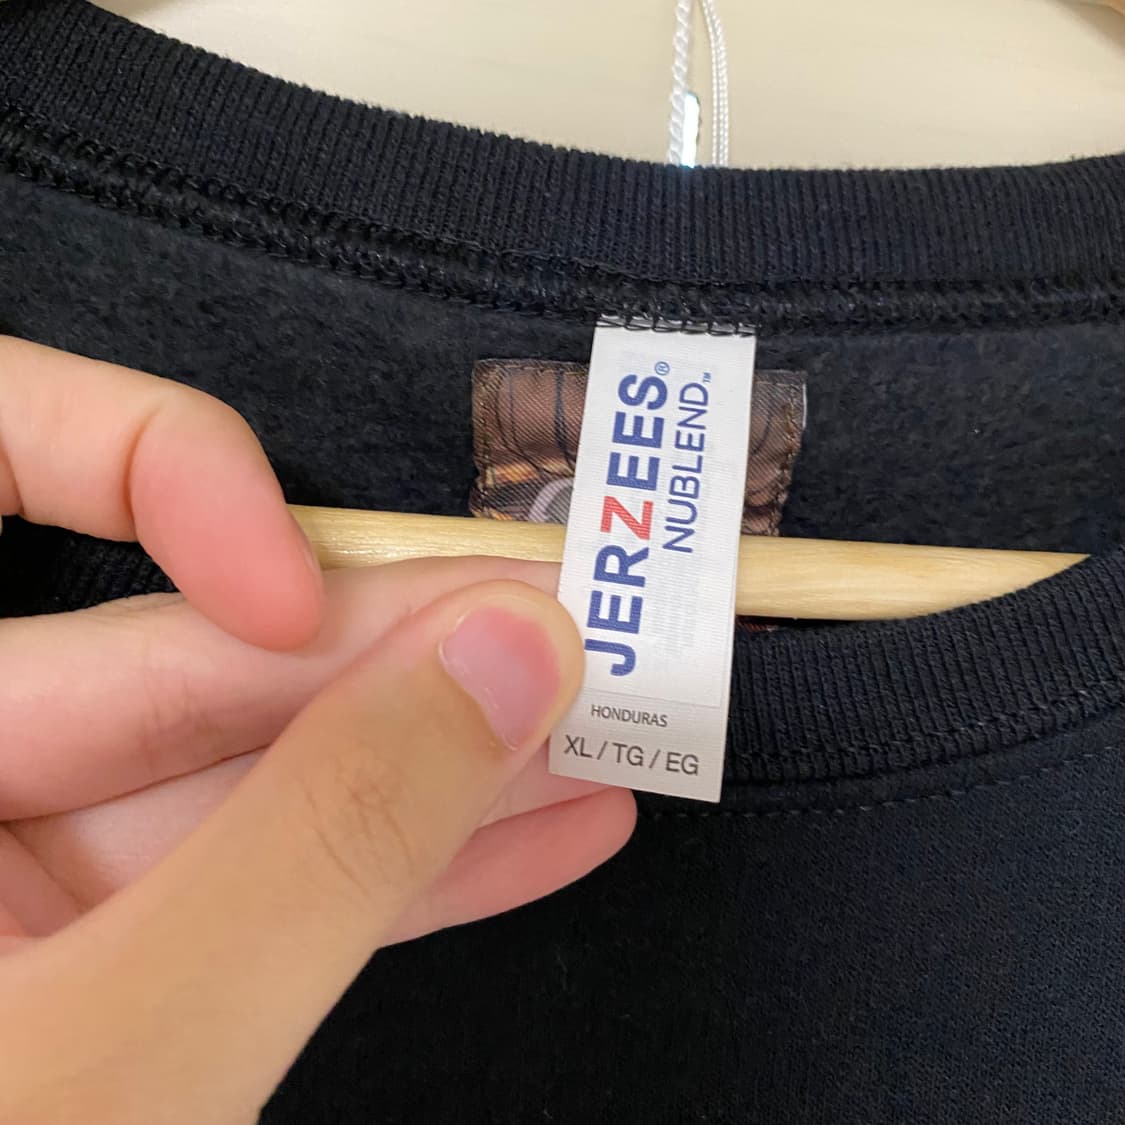 JERZEES®
NUBLEND™
HONDURAS
XL / TG / EG